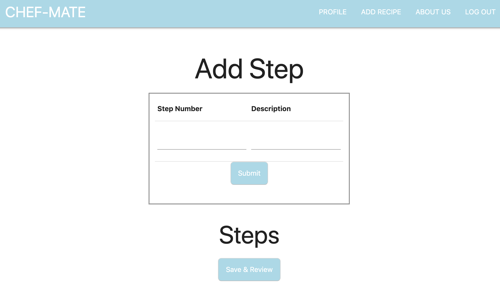 CHEF-MATE
PROFILE ADD RECIPE ABOUT US LOG OUT
Add Step
Step Number Description
Submit
Steps
Save & Review